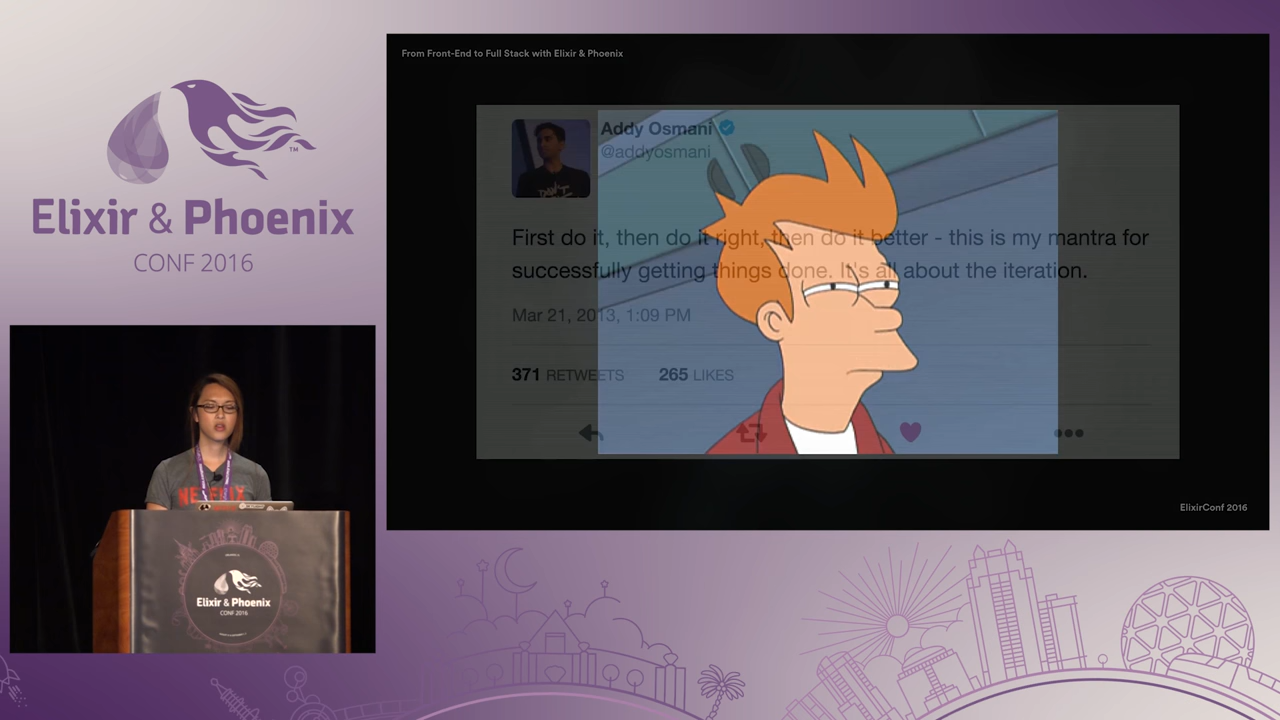 From Front-End to Full Stack with Elixir & Phoenix
Addy Osmani
@addyosmani
First do it, then do it right, then do it better - this is my mantra for
successfully getting things done. It's all about the iteration.
Mar 21, 2013, 1:09 PM
371 RETWEETS 265 LIKES
ElixirConf 2016
TM
Elixir & Phoenix
CONF 2016
NETFLIX
Elixir & Phoenix
CONF 2016